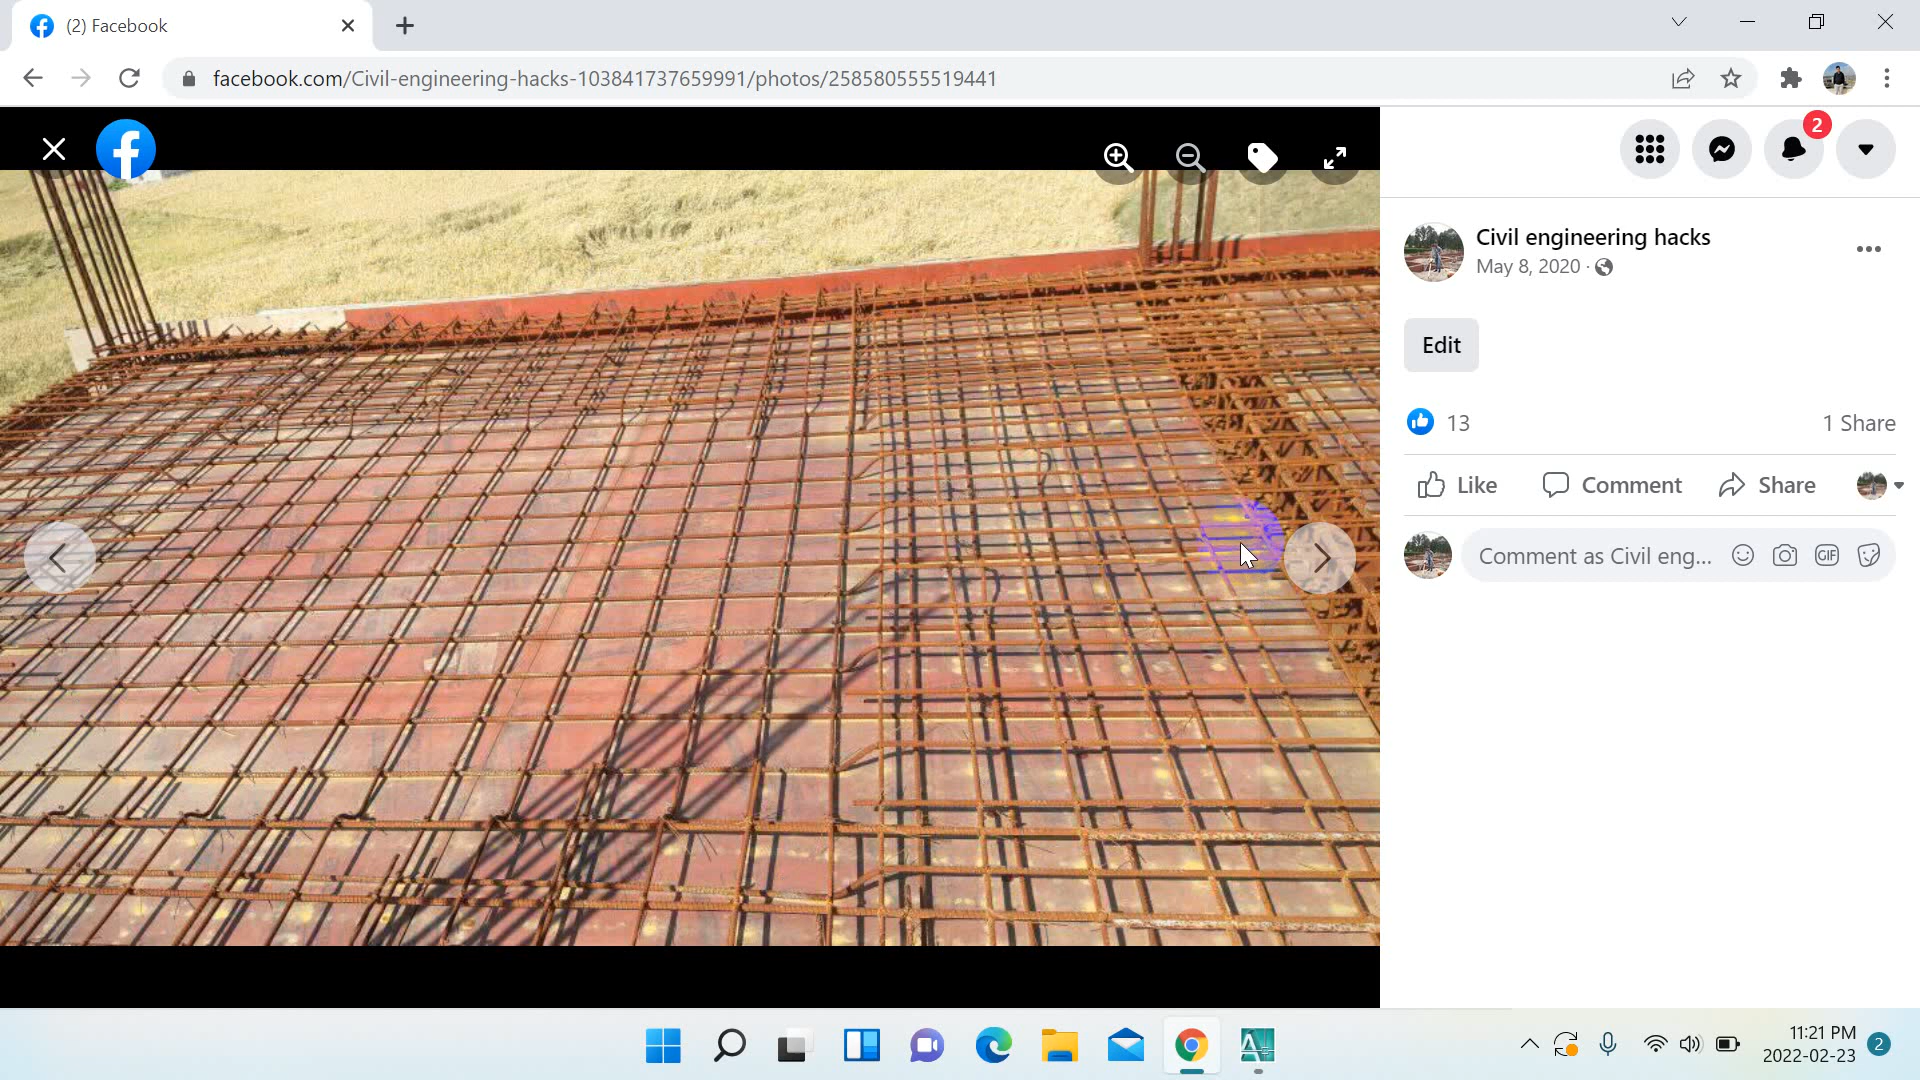 (2) Facebook
facebook.com/Civil-engineering-hacks-103841737659991/photos/258580555519441
2
Civil engineering hacks
May 8, 2020 ·
Edit
13
1 Share
Like
Comment
Share
Comment as Civil eng...
GIF
11:21 PM
2022-02-23
2